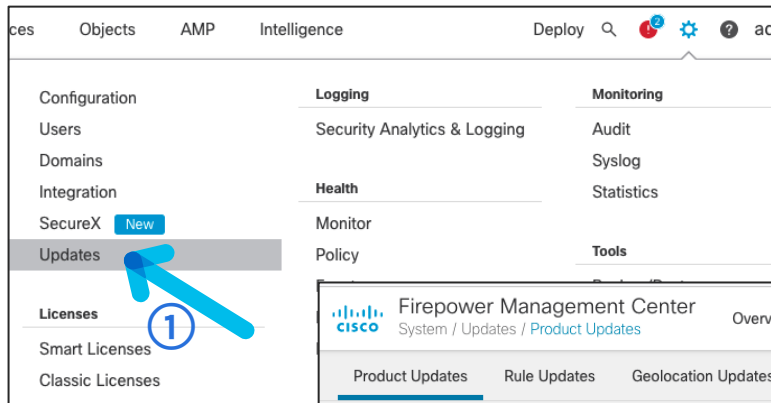 ces Objects AMP Intelligence Deploy 2 ? ac
Configuration
Users
Domains
Integration
SecureX New
Updates
Licenses
Smart Licenses
Classic Licenses
1
Logging
Security Analytics & Logging
Health
Monitor
Policy
Monitoring
Audit
Syslog
Statistics
Tools
CISCO
Firepower Management Center
System / Updates / Product Updates
Overv
Product Updates Rule Updates Geolocation Updates